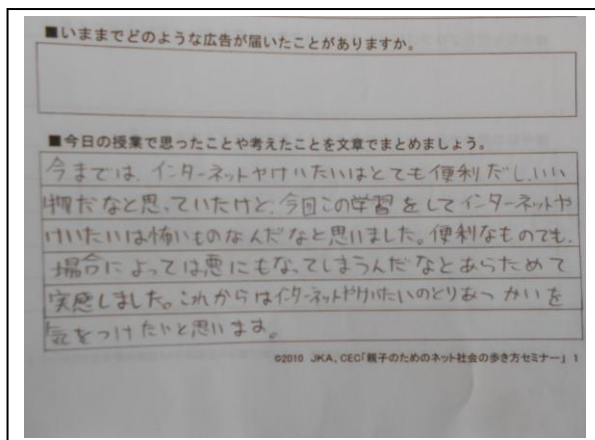 ■いままでどのような広告が届いたことがありますか。
■今日の授業で思ったことや考えたことを文章でまとめましょう。
今までは、インターネットやけいたいはとても便利だし、いい
物だなと思っていたけど、今回この学習をしてインターネットや
けいたいは怖いものなんだなと思いました。便利なものでも、
場合によっては悪にもなってしまうんだなとあらためて
実感しました。これからはインターネットやけいたいのとりあつかいを
気をつけたいと思います。
©2010 JKA, CEC「親子のためのネット社会の歩き方セミナー」 1